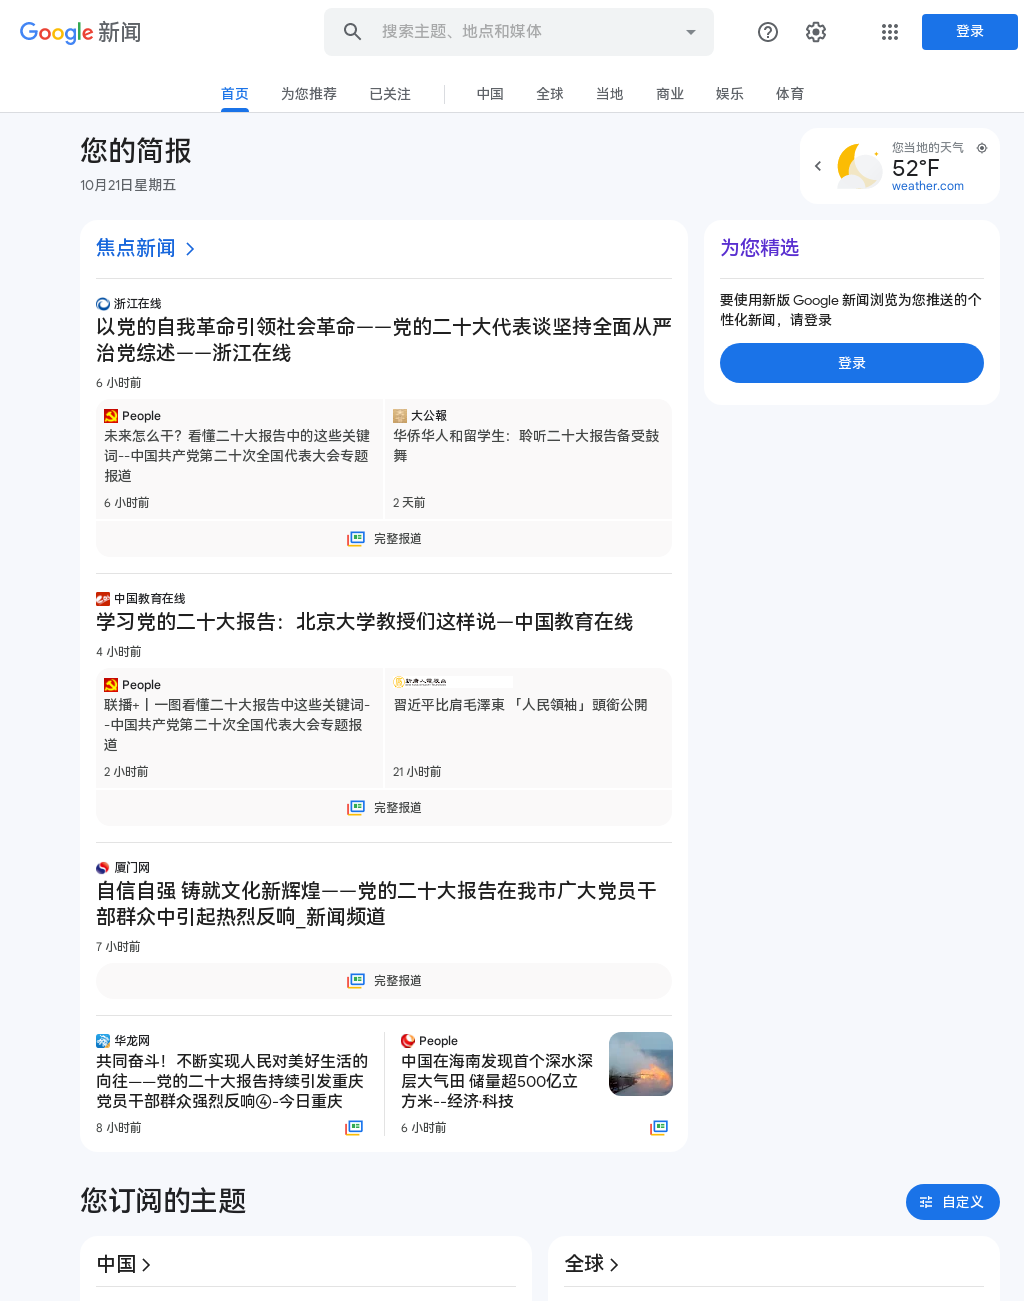 Google 新闻
搜索主题、地点和媒体
登录
首页 为您推荐 已关注 中国 全球 当地 商业 娱乐 体育
您的简报
10月21日星期五
您当地的天气
52°F
weather.com
焦点新闻
浙江在线
以党的自我革命引领社会革命——党的二十大代表谈坚持全面从严
治党综述——浙江在线
6 小时前
People
未来怎么干？看懂二十大报告中的这些关键
词--中国共产党第二十次全国代表大会专题
报道
6 小时前
大公報
华侨华人和留学生：聆听二十大报告备受鼓
舞
2 天前
完整报道
中国教育在线
学习党的二十大报告：北京大学教授们这样说—中国教育在线
4 小时前
People
联播+丨一图看懂二十大报告中这些关键词-
-中国共产党第二十次全国代表大会专题报
道
2 小时前
新唐人電視台
習近平比肩毛澤東 「人民領袖」頭銜公開
21 小时前
完整报道
厦门网
自信自强 铸就文化新辉煌——党的二十大报告在我市广大党员干
部群众中引起热烈反响_新闻频道
7 小时前
完整报道
华龙网
共同奋斗！不断实现人民对美好生活的
向往——党的二十大报告持续引发重庆
党员干部群众强烈反响④-今日重庆
8 小时前
People
中国在海南发现首个深水深
层大气田 储量超500亿立
方米--经济·科技
6 小时前
为您精选
要使用新版 Google 新闻浏览为您推送的个
性化新闻，请登录
登录
您订阅的主题
自定义
中国
全球